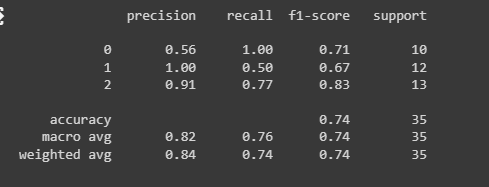 precision recall f1-score support
0 0.56 1.00 0.71 10
1 1.00 0.50 0.67 12
2 0.91 0.77 0.83 13
accuracy 0.74 35
macro avg 0.82 0.76 0.74 35
weighted avg 0.84 0.74 0.74 35